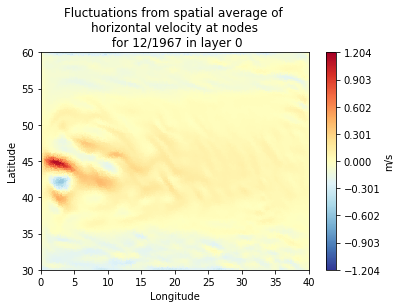 Fluctuations from spatial average of
horizontal velocity at nodes
for 12/1967 in layer 0
60
55
50
45
40
35
30
Latitude
0 5 10 15 20 25 30 35 40
Longitude
1.204
0.903
0.602
0.301
0.000
−0.301
−0.602
−0.903
−1.204
m/s